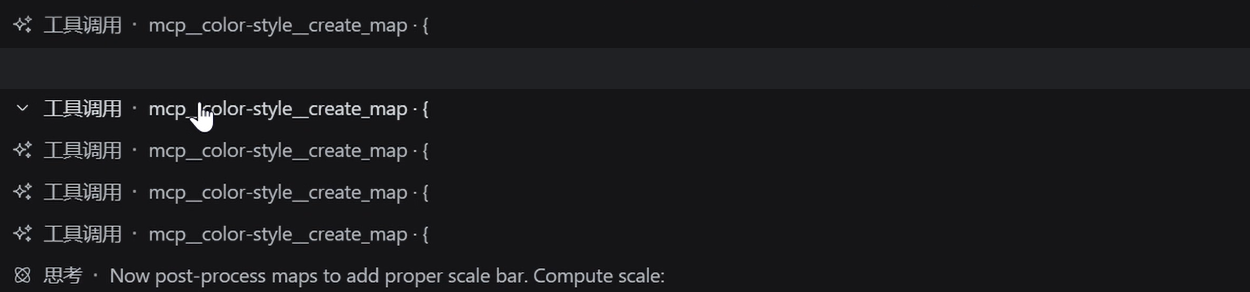 工具调用 · mcp__color-style__create_map · {
工具调用 · mcp__color-style__create_map · {
工具调用 · mcp__color-style__create_map · {
工具调用 · mcp__color-style__create_map · {
工具调用 · mcp__color-style__create_map · {
思考 · Now post-process maps to add proper scale bar. Compute scale: